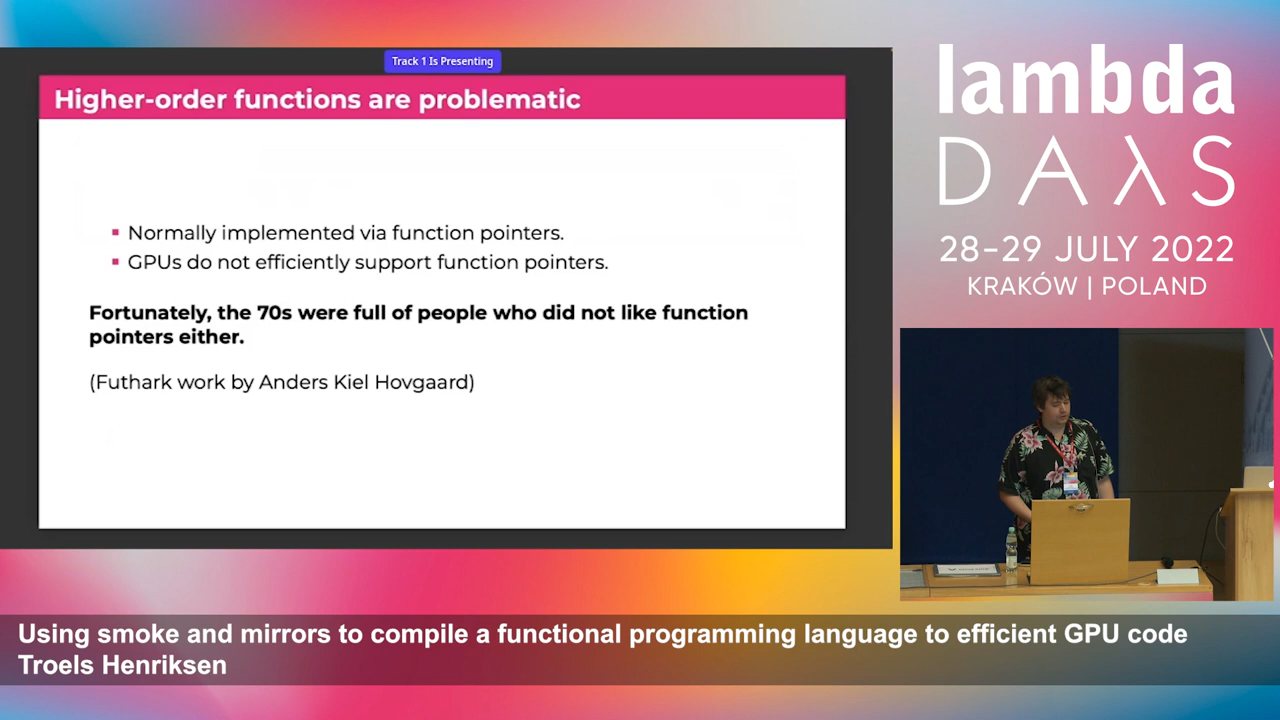 Track 1 Is Presenting
Higher-order functions are problematic
Normally implemented via function pointers.
GPUs do not efficiently support function pointers.
Fortunately, the 70s were full of people who did not like function
pointers either.
(Futhark work by Anders Kiel Hovgaard)
lambda
DAλS
28–29 JULY 2022
KRAKÓW | POLAND
Using smoke and mirrors to compile a functional programming language to efficient GPU code
Troels Henriksen